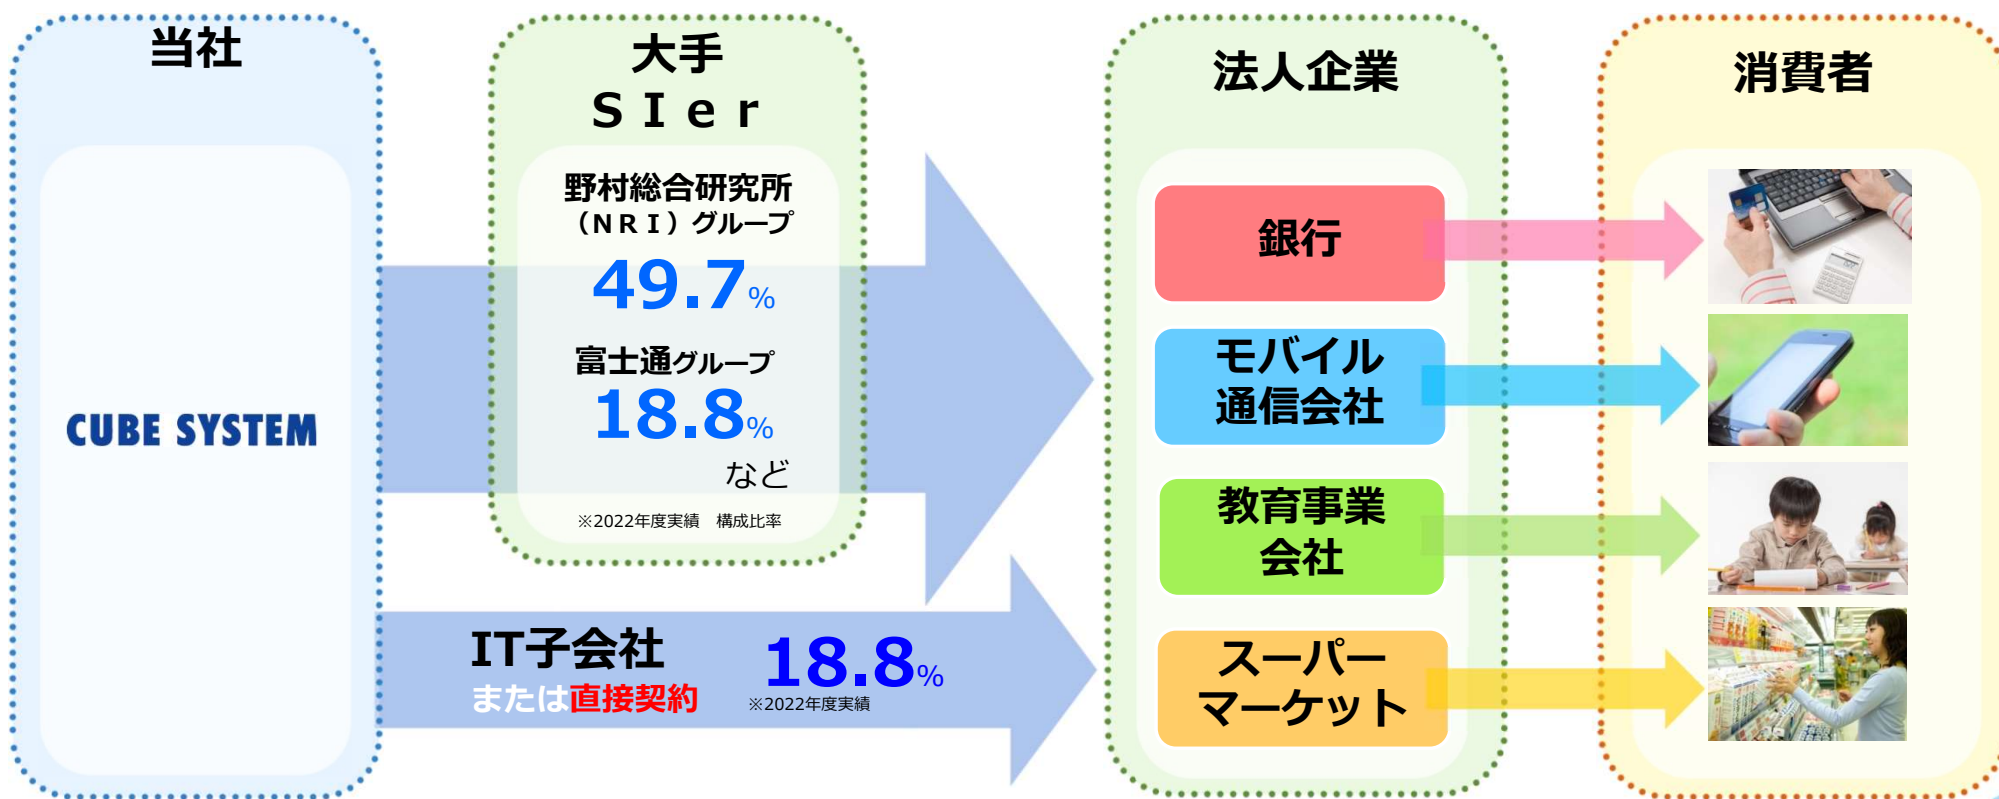 当社
CUBE SYSTEM
大手
ＳＩｅｒ
野村総合研究所
（ＮＲＩ）グループ
49.7%
富士通グループ
18.8%
など
※2022年度実績　構成比率
IT子会社
または直接契約
18.8%
※2022年度実績
法人企業
銀行
モバイル
通信会社
教育事業
会社
スーパー
マーケット
消費者